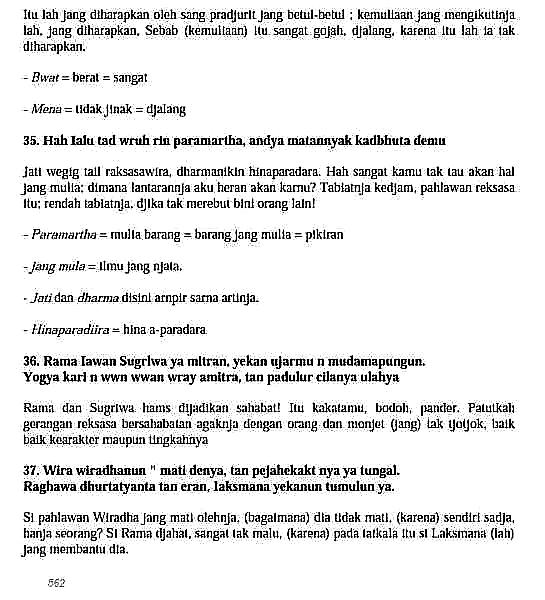 Itu lah jang diharapkan oleh sang pradjurit jang betul-betul ; kemuliaan jang mengikutinja
lah, jang diharapkan, Sebab (kemuliaan) itu sangat gojah, djalang, karena itu lah ia tak
diharapkan.
- Bwat = berat = sangat
- Mena = tidak jinak = djalang
35. Hah Ialu tad wruh rin paramartha, andya matannyak kadbhuta demu
Jati wegig tail raksasawira, dharmanikin hinaparadara. Hah sangat kamu tak tau akan hal
jang mulia; dimana lantarannja aku heran akan kamu? Tabiatnja kedjam, pahlawan reksasa
itu; rendah tabiatnja, djika tak merebut bini orang lain!
- Paramartha = mulia barang = barang jang mulia = pikiran
- Jang mula = ilmu jang njata.
- Jati dan dharma disini arnpir sarna artinja.
- Hinaparadiira = hina a-paradara
36. Rama Iawan Sugriwa ya mitran, yekan ujarmu n mudamapungun.
Yogya kari n wwn wwan wray amitra, tan padulur cilanya ulahya
Rama dan Sugriwa hams dijadikan sahabat! Itu kakatamu, bodoh, pander. Patutkah
gerangan reksasa bersahabatan agaknja dengan orang dan monjet (jang) tak tjotjok, baik
baik kearakter maupun tingkahnya
37. Wira wiradhanun " mati denya, tan pejahekakt nya ya tungal.
Raghawa dhurtatyanta tan eran, Iaksmana yekanun tumulun ya.
Si pahlawan Wiradha jang mati olehnja, (bagaimana) dia tidak mati, (karena) sendiri sadja,
hanja seorang? Si Rama djahat, sangat tak malu, (karena) pada tatkala itu si Laksmana (lah)
jang membantu dia.
562